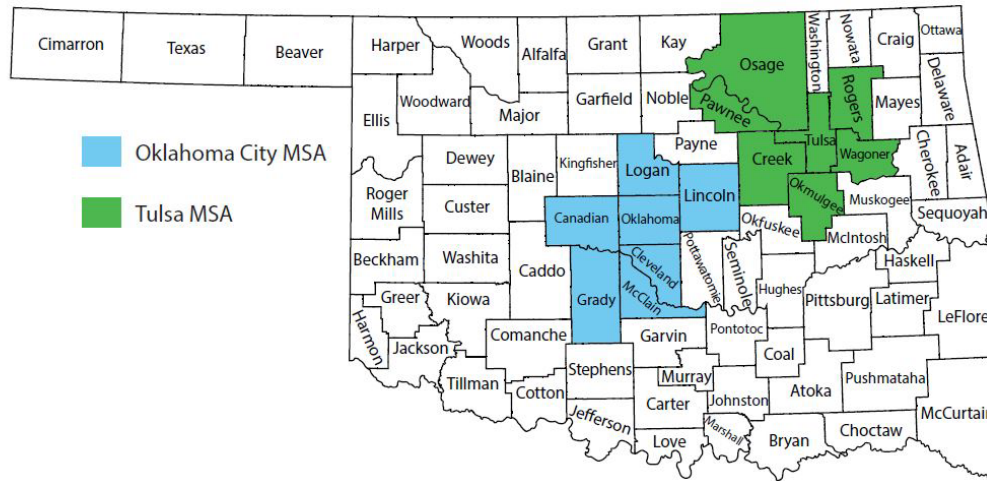 Cimarron
Texas
Beaver
Harper
Woods
Alfalfa
Grant
Kay
Osage
Washington
Nowata
Craig
Ottawa
Delaware
Ellis
Woodward
Major
Garfield
Noble
Pawnee
Rogers
Mayes
Oklahoma City MSA
Tulsa MSA
Dewey
Blaine
Kingfisher
Logan
Payne
Creek
Tulsa
Wagoner
Cherokee
Adair
Roger
Mills
Custer
Canadian
Oklahoma
Lincoln
Okfuskee
Okmulgee
Muskogee
Sequoyah
Beckham
Washita
Caddo
Grady
Cleveland
McClain
Pottawatomie
Seminole
Hughes
McIntosh
Haskell
Pittsburg
Latimer
LeFlore
Greer
Kiowa
Harmon
Jackson
Comanche
Tillman
Cotton
Stephens
Garvin
Pontotoc
Coal
Murray
Johnston
Atoka
Pushmataha
McCurtain
Jefferson
Carter
Love
Marshall
Bryan
Choctaw